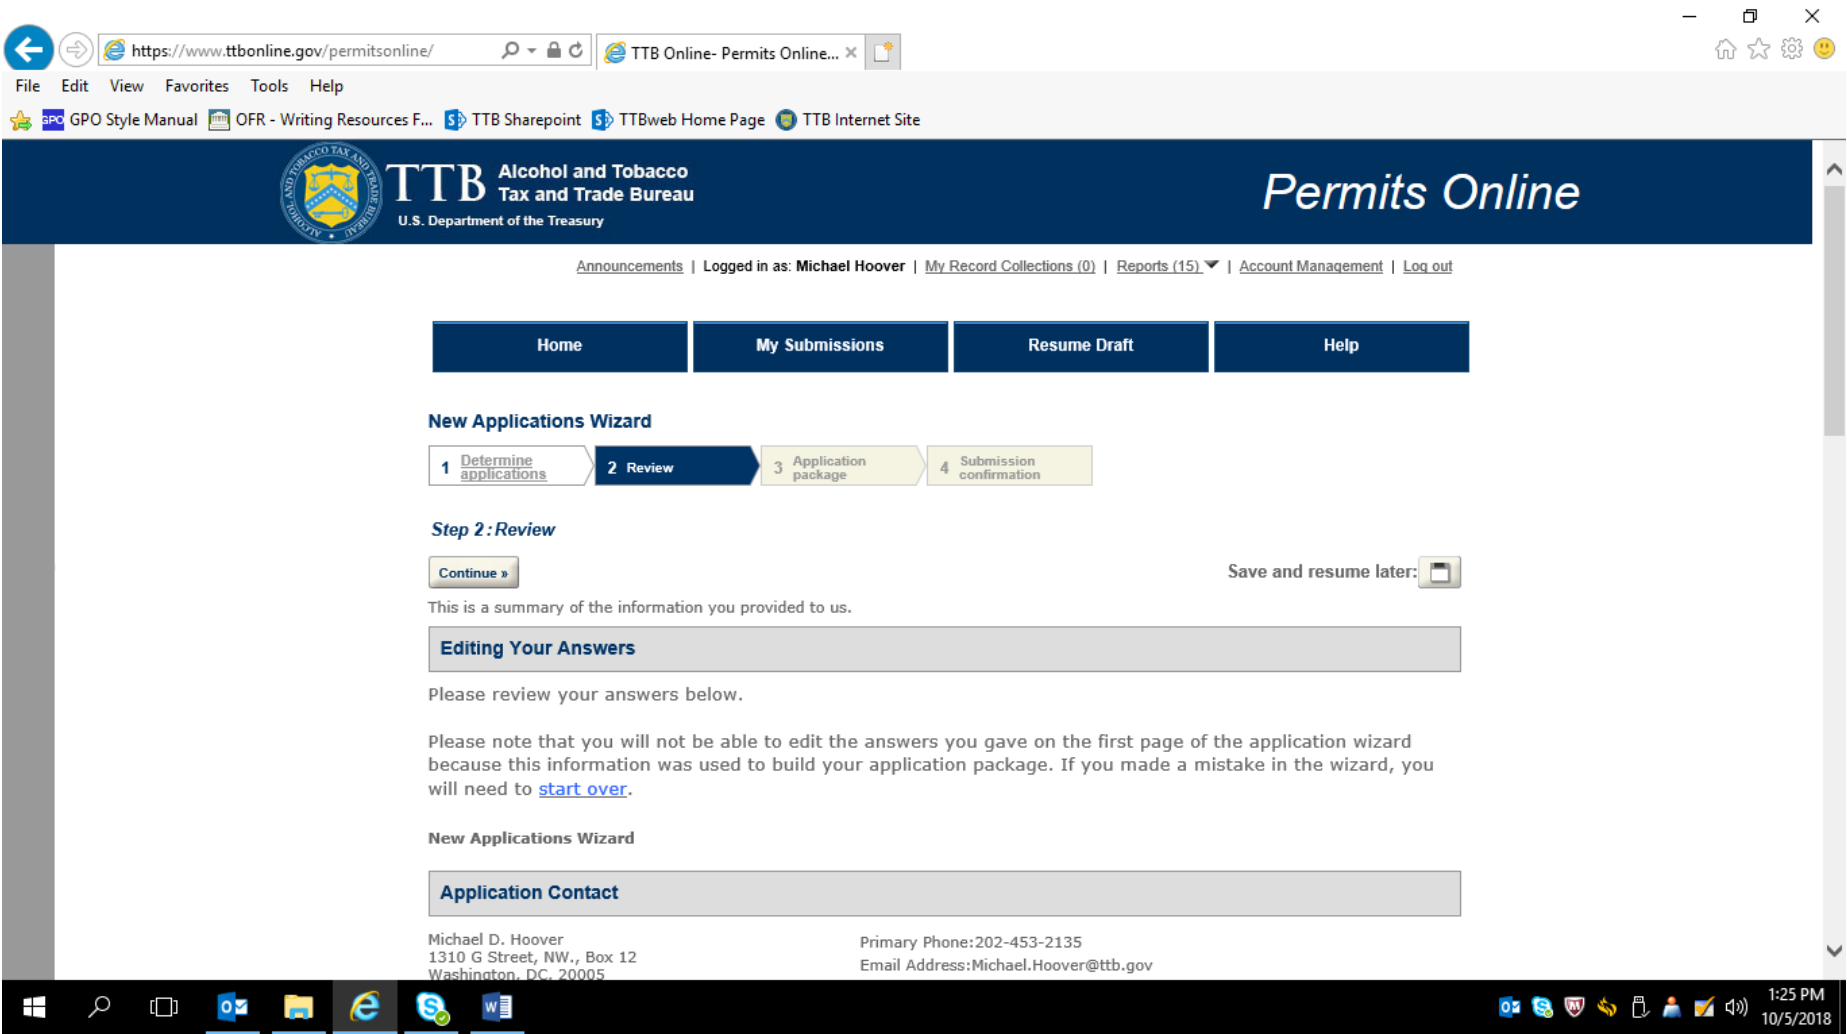 https://www.ttbonline.gov/permitsonline/
TTB Online- Permits Online...
File Edit View Favorites Tools Help
GPO GPO Style Manual OFR - Writing Resources F... TTB Sharepoint TTBweb Home Page TTB Internet Site
ALCOHOL AND TOBACCO TAX AND TRADE BUREAU
TTB Alcohol and Tobacco
Tax and Trade Bureau
U.S. Department of the Treasury
Permits Online
Announcements | Logged in as: Michael Hoover | My Record Collections (0) | Reports (15) | Account Management | Log out
Home My Submissions Resume Draft Help
New Applications Wizard
1 Determine applications
2 Review
3 Application package
4 Submission confirmation
Step 2: Review
Continue »
Save and resume later:
This is a summary of the information you provided to us.
Editing Your Answers
Please review your answers below.
Please note that you will not be able to edit the answers you gave on the first page of the application wizard
because this information was used to build your application package. If you made a mistake in the wizard, you
will need to start over.
New Applications Wizard
Application Contact
Michael D. Hoover
1310 G Street, NW., Box 12
Washington, DC, 20005
Primary Phone:202-453-2135
Email Address:Michael.Hoover@ttb.gov
1:25 PM
10/5/2018